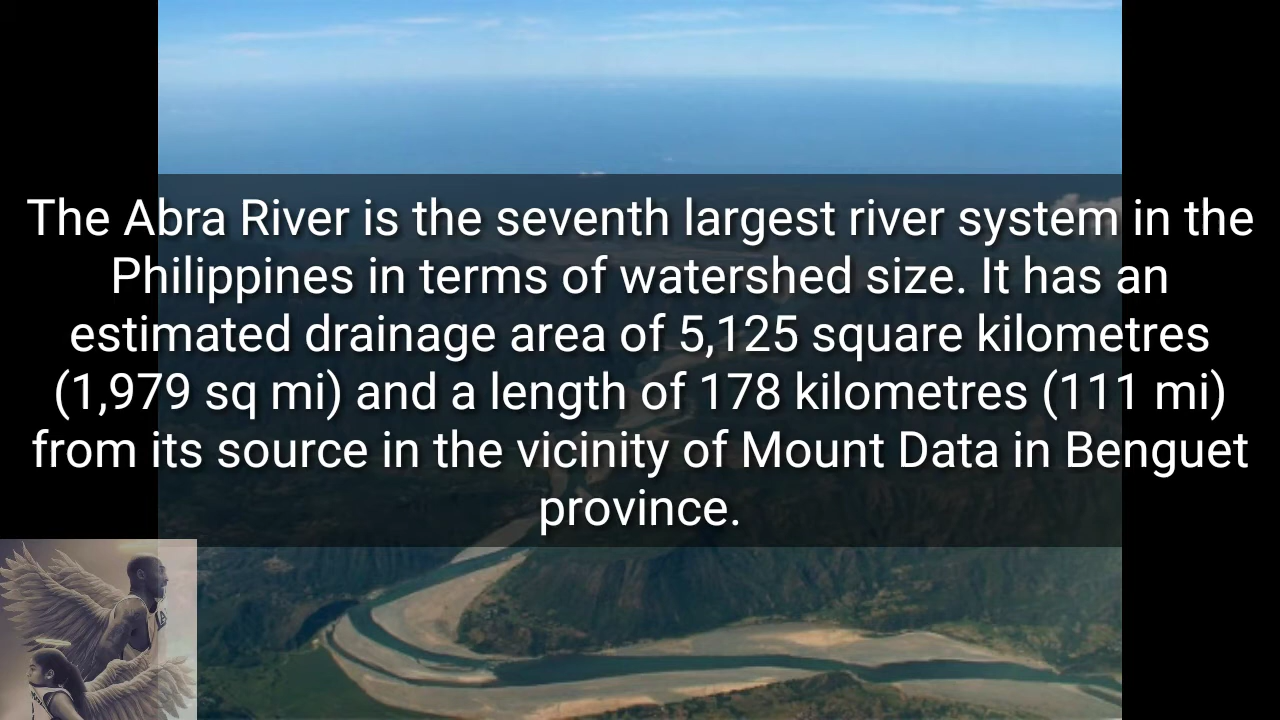 The Abra River is the seventh largest river system in the
Philippines in terms of watershed size. It has an
estimated drainage area of 5,125 square kilometres
(1,979 sq mi) and a length of 178 kilometres (111 mi)
from its source in the vicinity of Mount Data in Benguet
province.